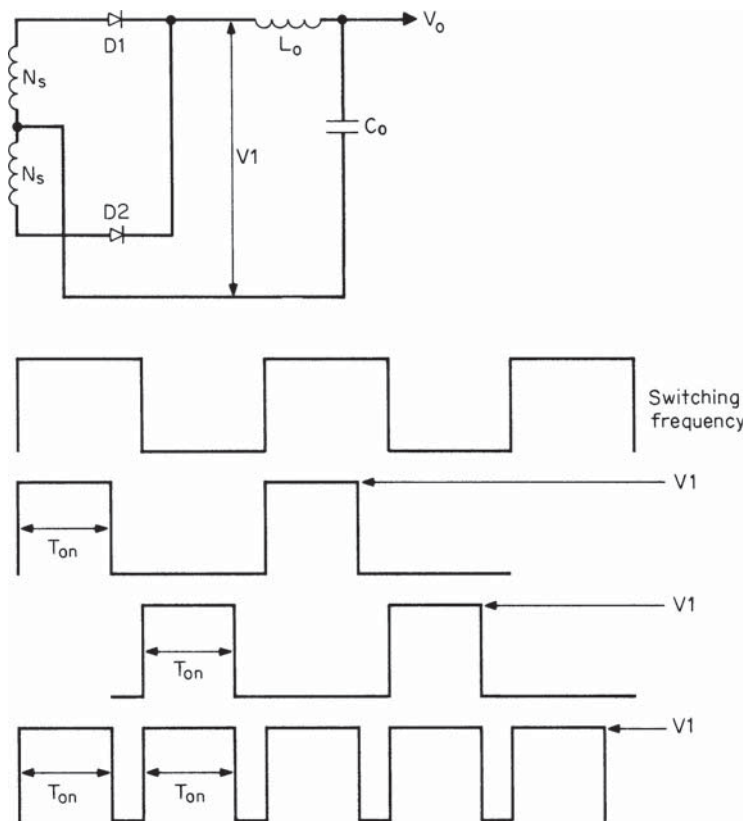 D1
Lo
Vo
Ns
Co
V1
Ns
D2
Switching
frequency
V1
Ton
V1
Ton
V1
Ton
Ton